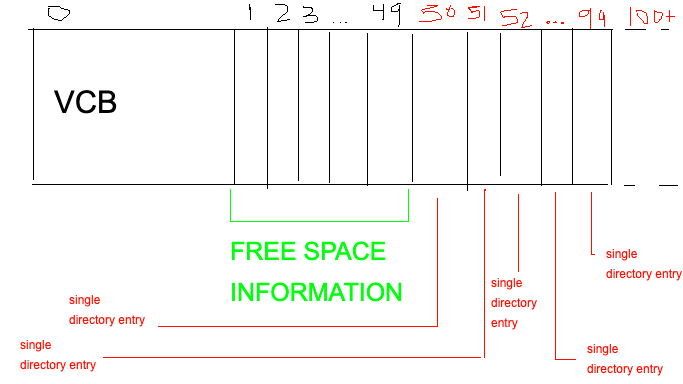 0 1 2 3 ... 49 50 51 52 ... 99 100+
VCB
FREE SPACE
INFORMATION
single
directory entry
single
directory
entry
single
directory entry
single
directory entry
single
directory entry